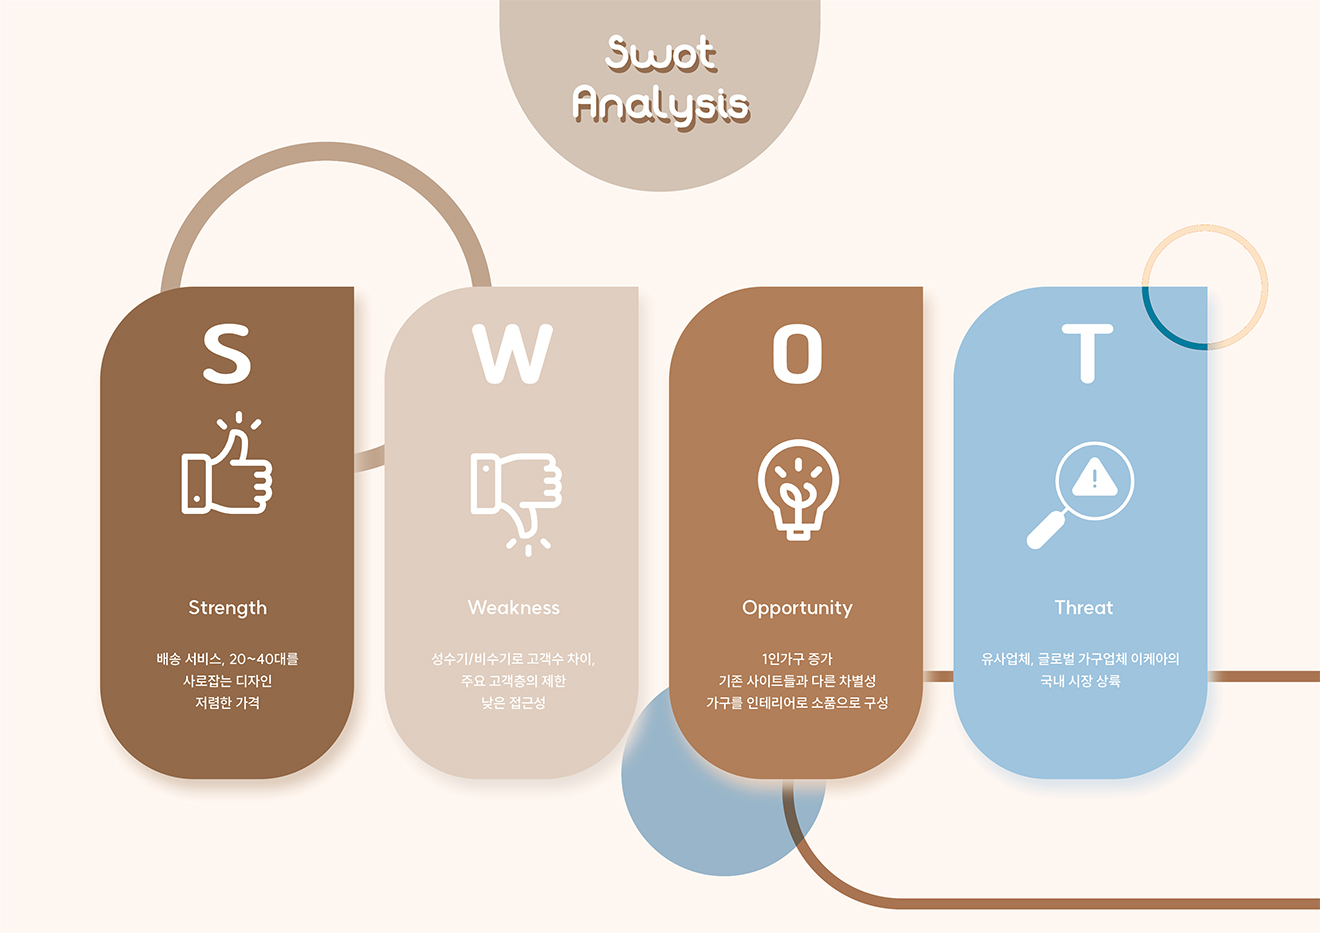 Swot
Analysis
S
W
O
T
Strength
배송 서비스, 20~40대를
사로잡는 디자인
저렴한 가격
Weakness
성수기/비수기로 고객수 차이,
주요 고객층의 제한
낮은 접근성
Opportunity
1인가구 증가
기존 사이트들과 다른 차별성
가구를 인테리어로 소품으로 구성
Threat
유사업체, 글로벌 가구업체 이케아의
국내 시장 상륙